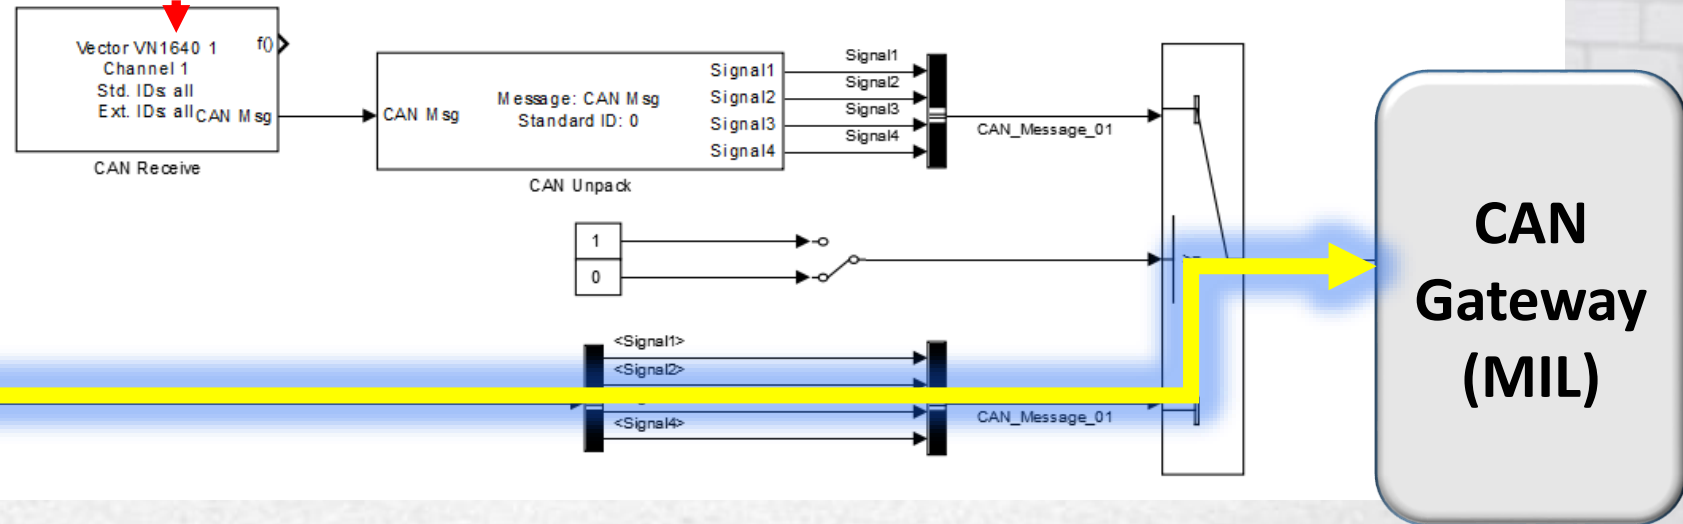 Vector VN1640 1
f()
Channel 1
Std. IDs: all
Ext. IDs: all
CAN Msg
CAN Receive
CAN Msg
Message: CAN Msg
Standard ID: 0
Signal1
Signal2
Signal3
Signal4
CAN Unpack
Signal1
Signal2
Signal3
Signal4
CAN_Message_01
1
0
<Signal1>
<Signal2>
<Signal4>
CAN_Message_01
CAN
Gateway
(MIL)